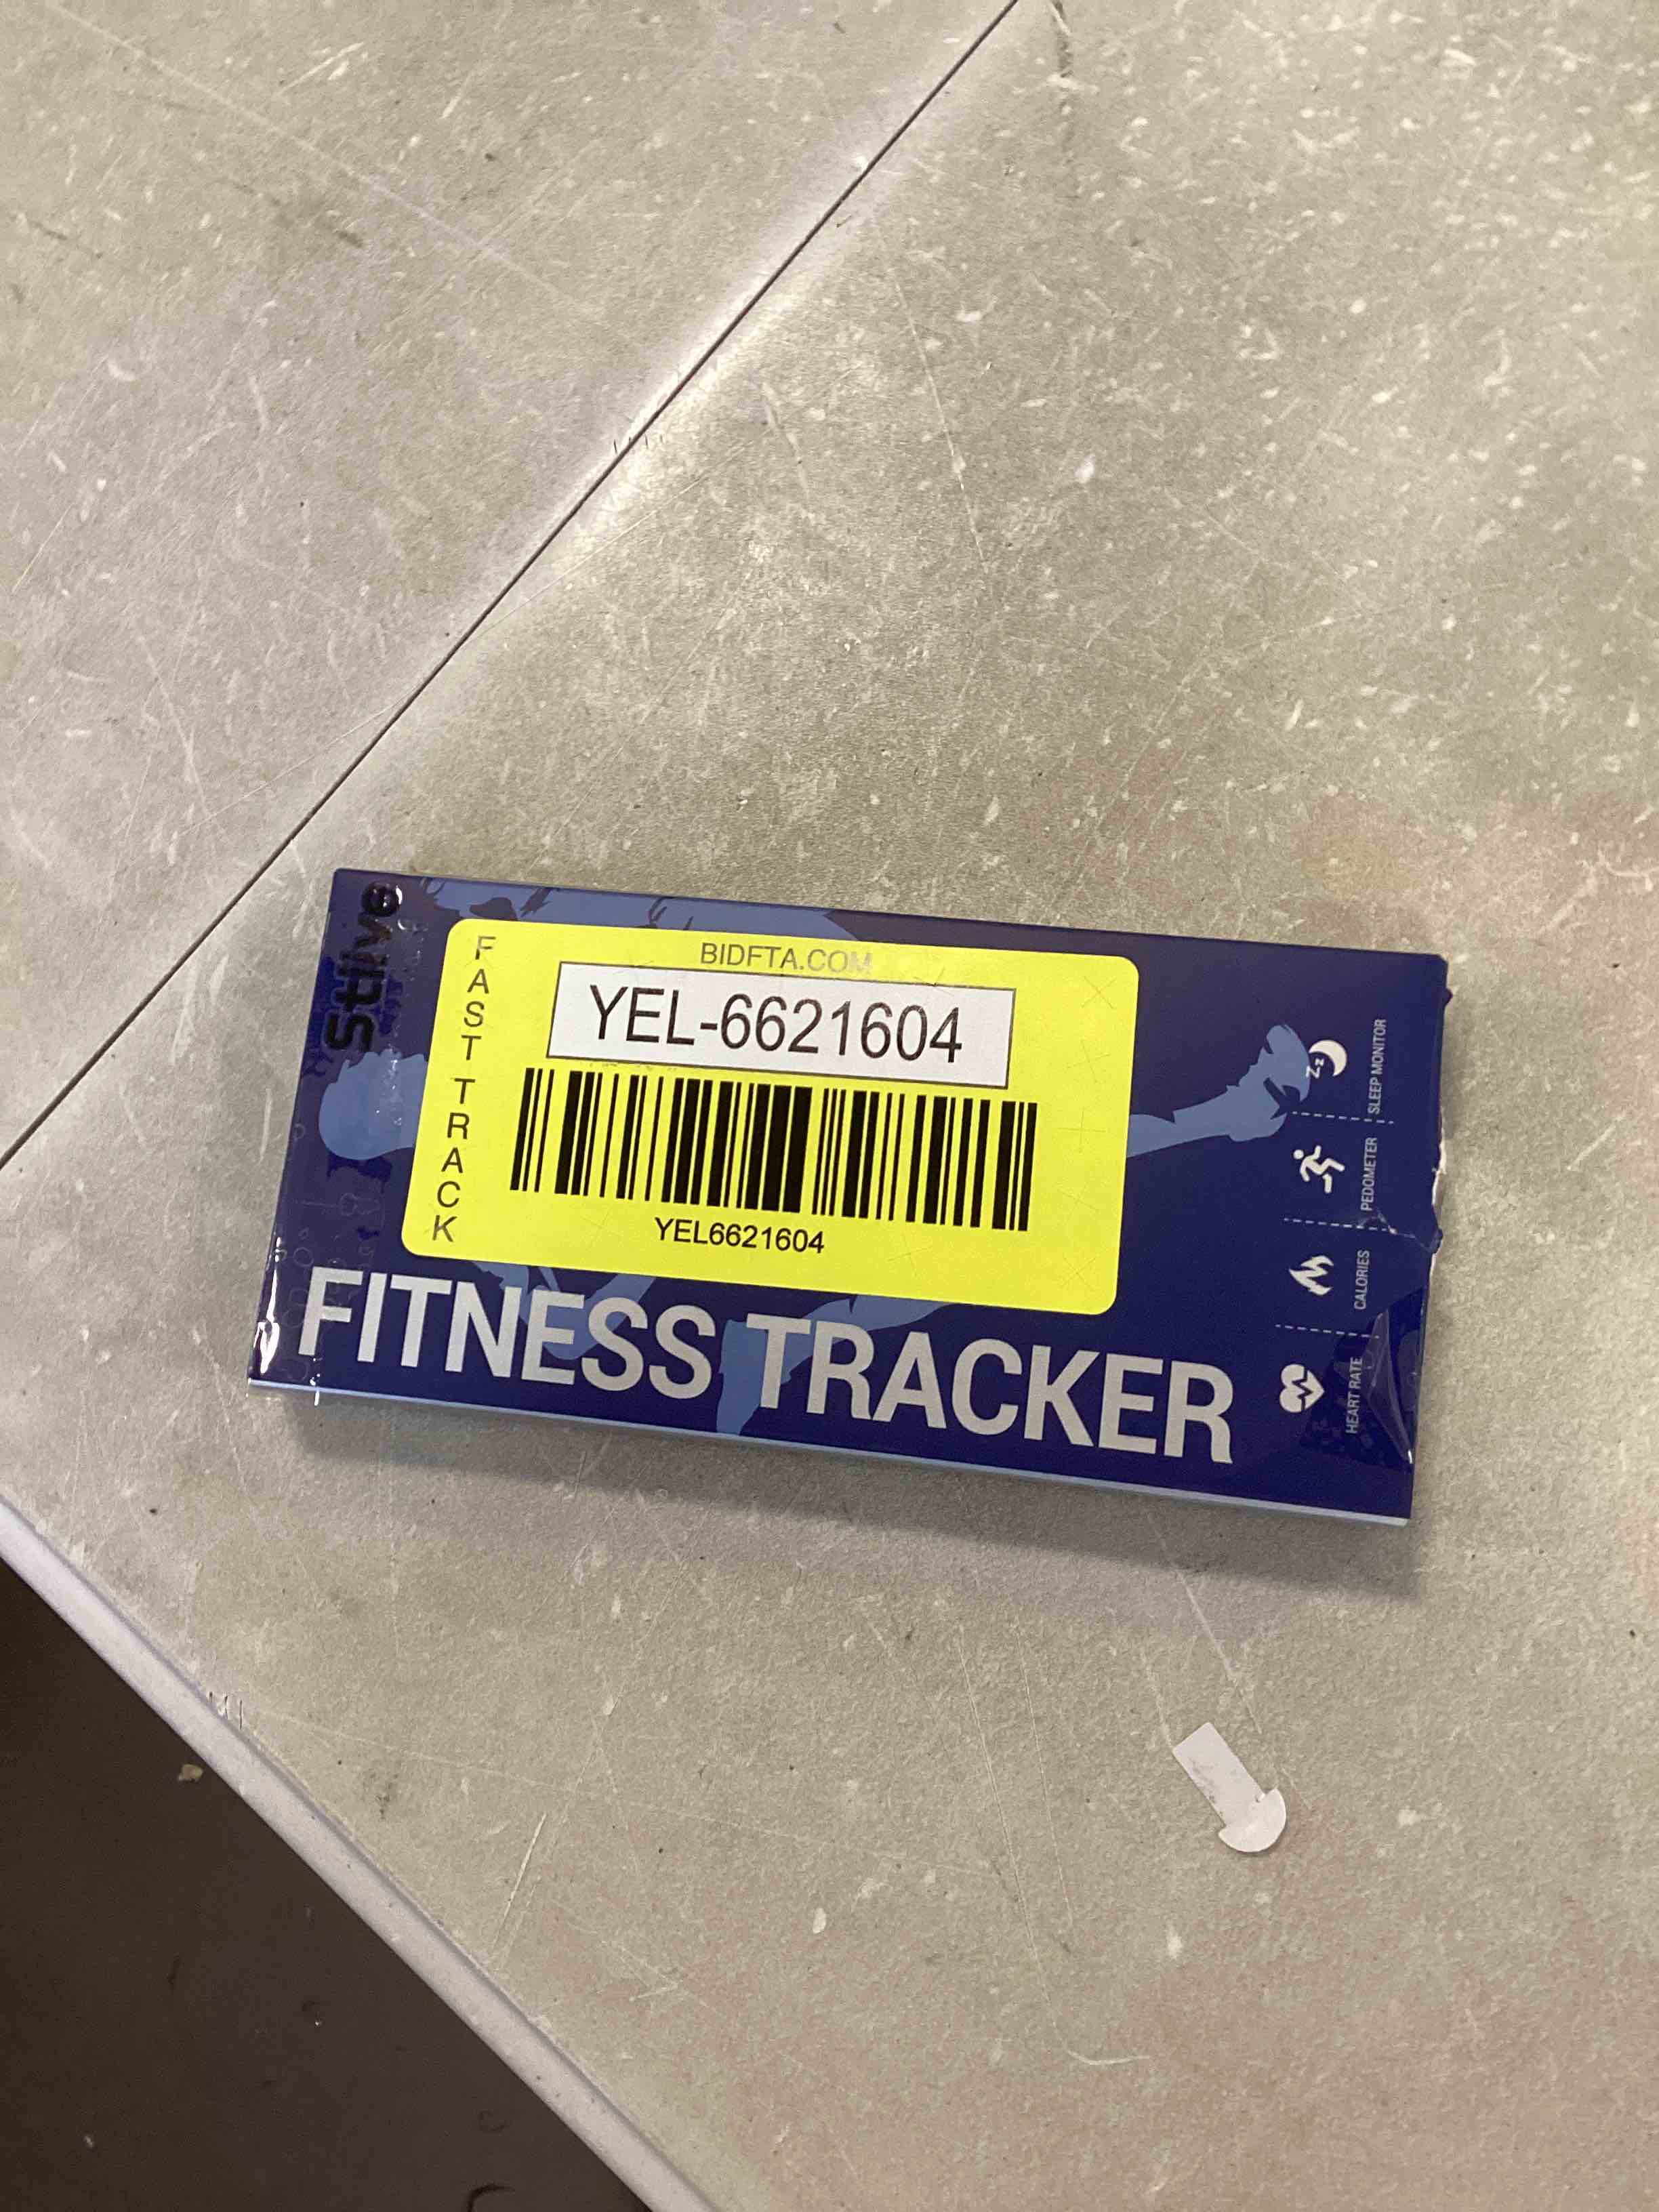 Stiive
FAST TRACK
BIDFTA.COM
YEL-6621604
YEL6621604
FITNESS TRACKER
SLEEP MONITOR
PEDOMETER
CALORIES
HEART RATE